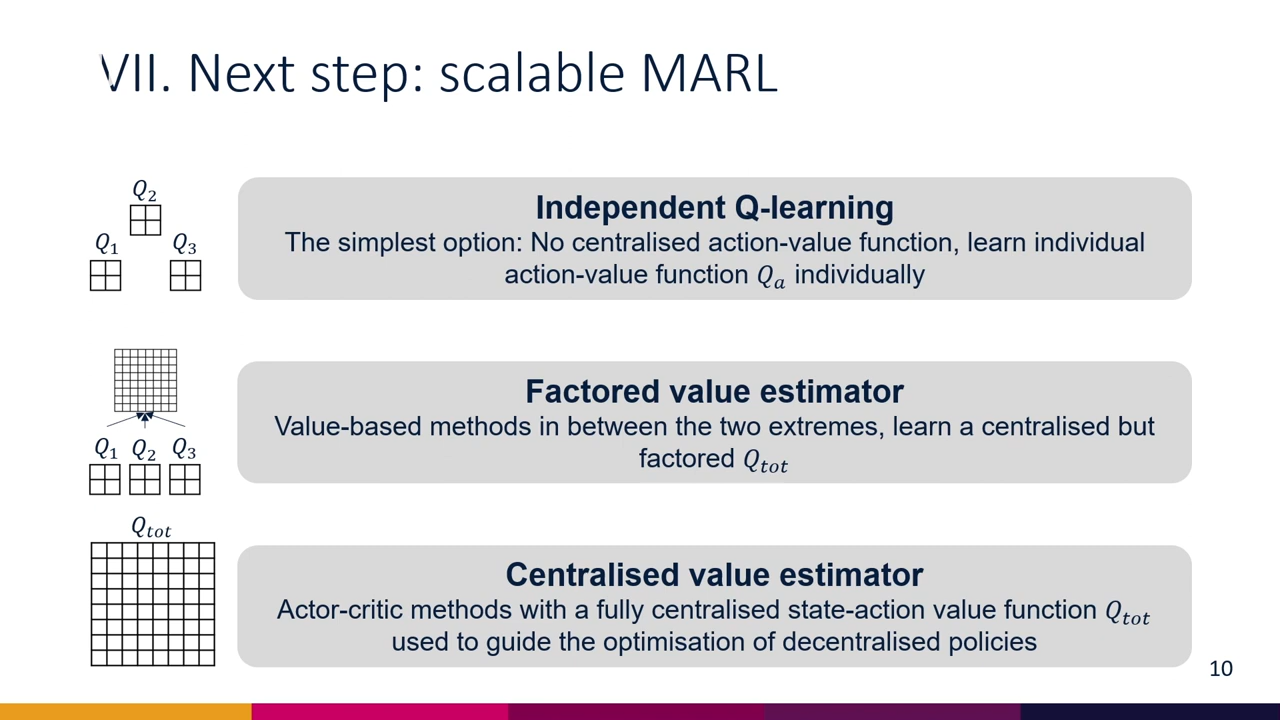 VII. Next step: scalable MARL
Q₂
Q₁
Q₃
Independent Q-learning
The simplest option: No centralised action-value function, learn individual
action-value function Qₐ individually
Q₁ Q₂ Q₃
Factored value estimator
Value-based methods in between the two extremes, learn a centralised but
factored Q_tot
Q_tot
Centralised value estimator
Actor-critic methods with a fully centralised state-action value function Q_tot
used to guide the optimisation of decentralised policies
10